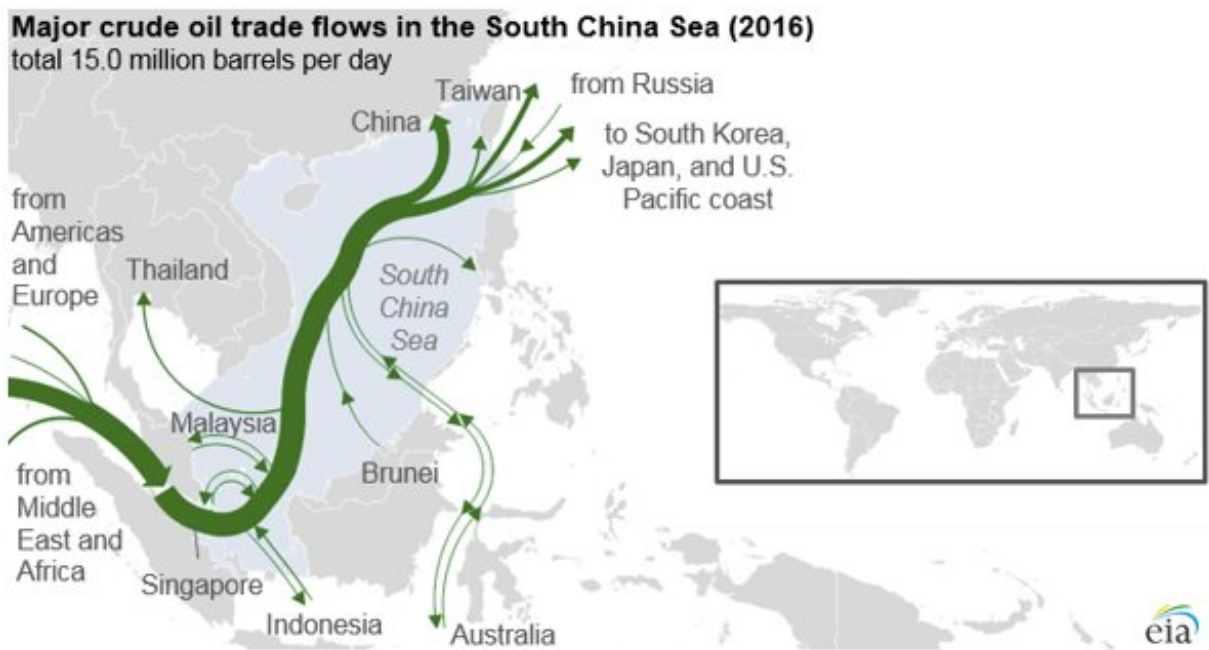 Major crude oil trade flows in the South China Sea (2016)
total 15.0 million barrels per day
Taiwan
from Russia
China
to South Korea,
Japan, and U.S.
Pacific coast
from
Americas
and
Europe
Thailand
South
China
Sea
Malaysia
Brunei
from
Middle
East and
Africa
Singapore
Indonesia
Australia
eia